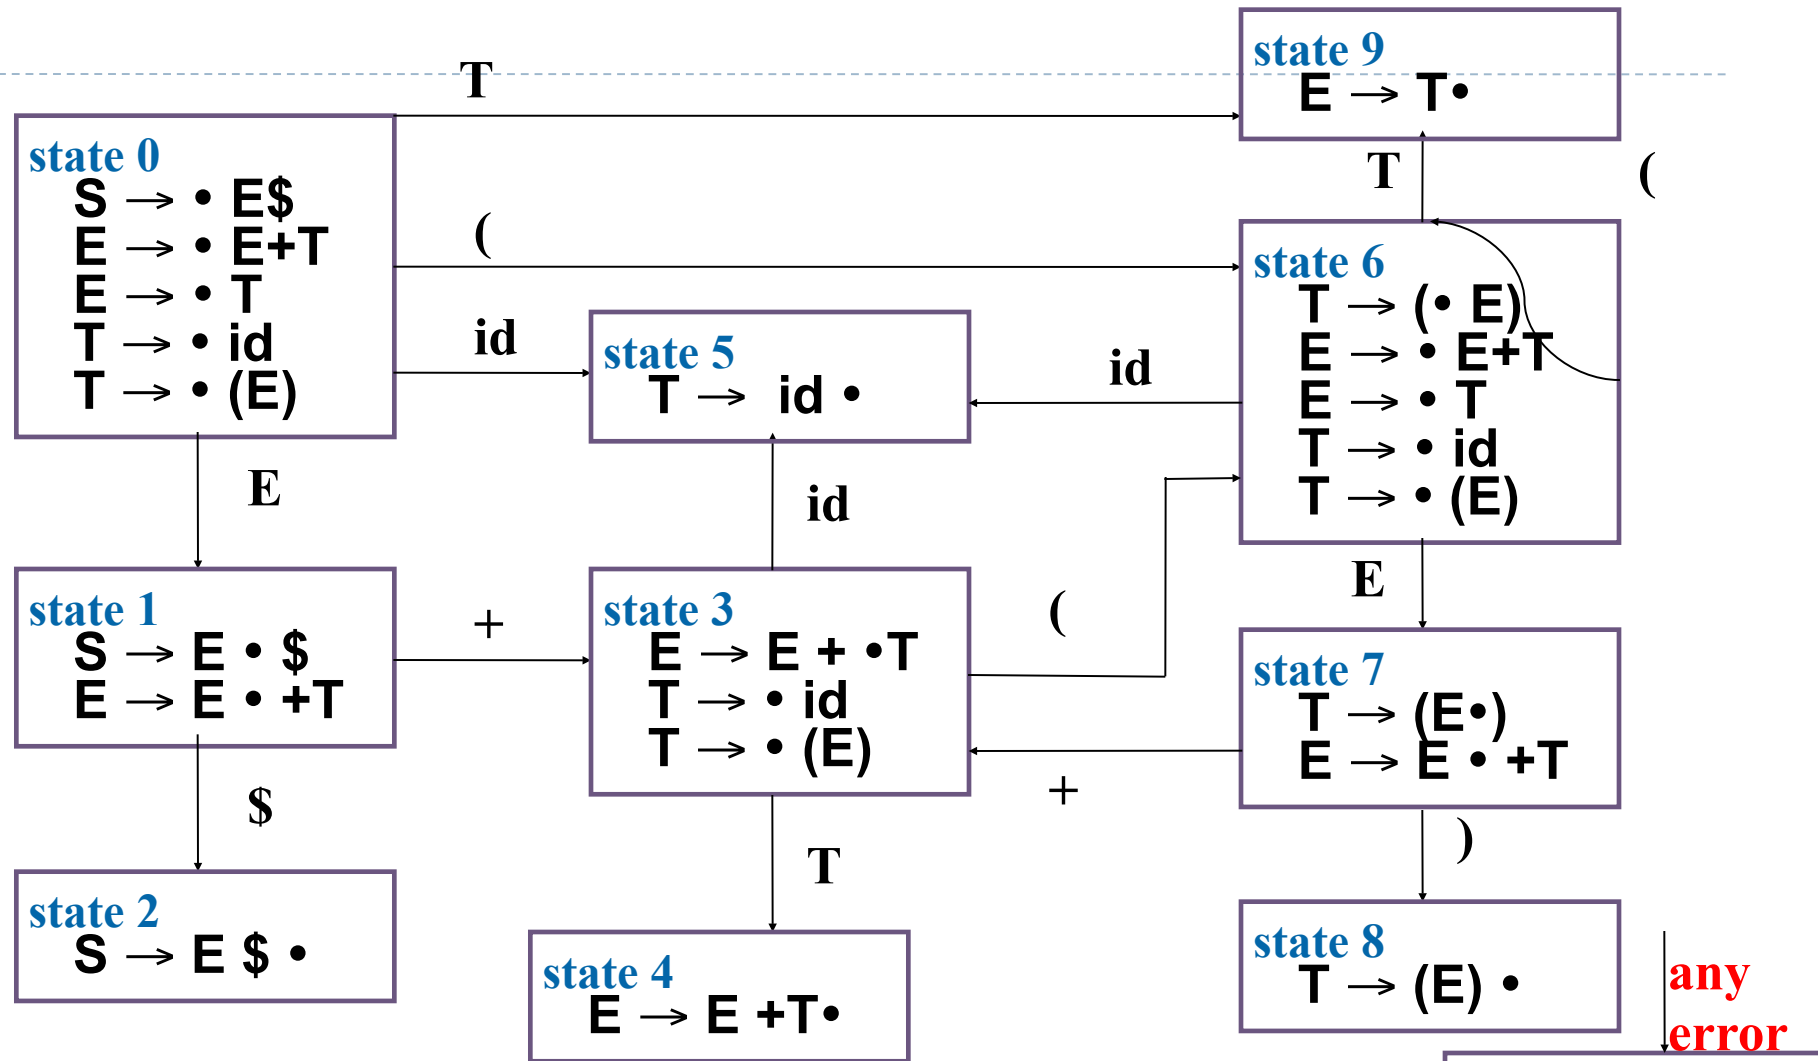 state 9
E → T•
T
state 0
S → • E$
E → • E+T
E → • T
T → • id
T → • (E)
(
T
(
state 6
T → (• E)
E → • E+T
E → • T
T → • id
T → • (E)
id
state 5
T → id •
id
E
id
E
state 1
S → E • $
E → E • +T
+
state 3
E → E + •T
T → • id
T → • (E)
(
state 7
T → (E•)
E → E • +T
+
$
T
)
state 2
S → E $ •
state 4
E → E +T•
state 8
T → (E) •
any
error